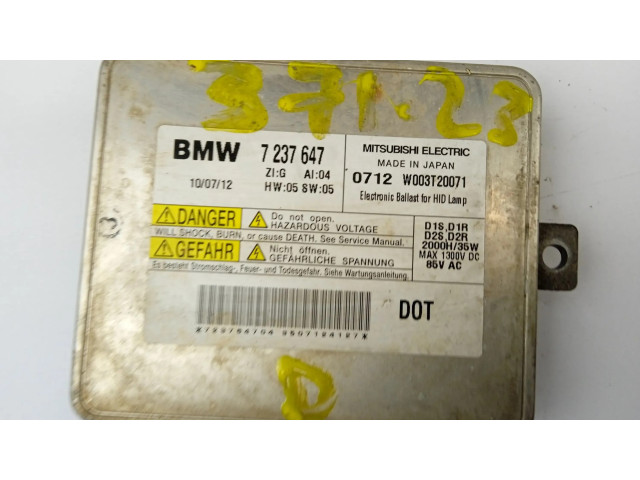 371.23
BMW 7 237 647
ZI:G AI:04
10/07/12 HW:05 SW:05
MITSUBISHI ELECTRIC
MADE IN JAPAN
0712 W003T20071
Electronic Ballast for HID Lamp
DANGER Do not open.
HAZARDOUS VOLTAGE
WILL SHOCK, BURN, or cause DEATH. See Service Manual.
GEFAHR Nicht öffnen.
GEFÄHRLICHE SPANNUNG
Es besteht Stromschlag-, Feuer- und Todesgefahr. Siehe Wartungsanleitung.
D1S,D1R
D2S,D2R
2000H/35W
MAX 1300V DC
85V AC
DOT
D
3